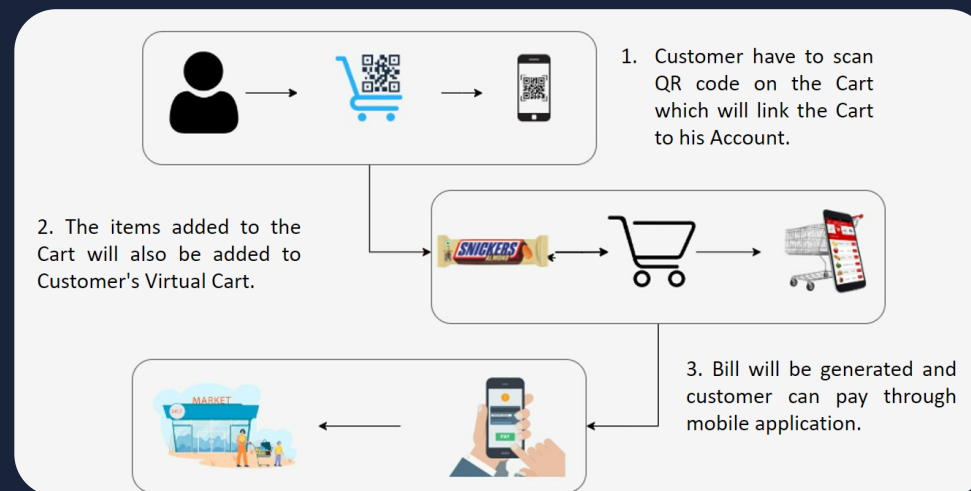 1. Customer have to scan
QR code on the Cart
which will link the Cart
to his Account.
2. The items added to the
Cart will also be added to
Customer's Virtual Cart.
SNICKERS
ALMOND
3. Bill will be generated and
customer can pay through
mobile application.
MARKET
PAY